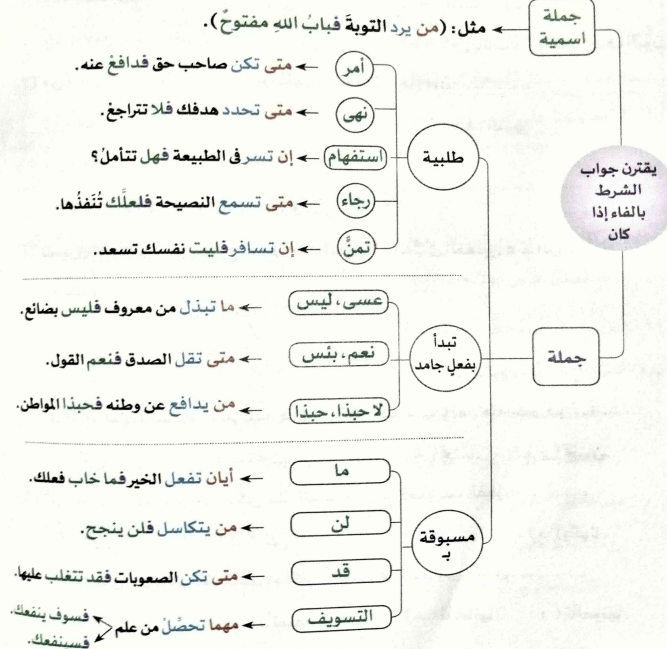 جملة
اسمية
مثل: (من يرد التوبةَ فبابُ اللهِ مفتوحٌ).
يقترن جواب
الشرط
بالفاء إذا
كان
جملة
طلبية
أمر
متى تكن صاحب حق فدافعْ عنه.
نهى
متى تحدد هدفك فلا تتراجعْ.
استفهام
إن تسر فى الطبيعة فهل تتأملُ؟
رجاء
متى تسمع النصيحة فلعلَّك تُنَفذُها.
تمنٍّ
إن تسافر فليت نفسك تسعد.
تبدأ
بفعلٍ جامد
عسى، ليس
ما تبذل من معروف فليس بضائع.
نعم، بئس
متى تقل الصدق فنعم القول.
لا حبذا، حبذا
من يدافع عن وطنه فحبذا المواطن.
مسبوقة
بـ
ما
أيان تفعل الخير فما خاب فعلك.
لن
من يتكاسل فلن ينجح.
قد
متى تكن الصعوبات فقد تتغلب عليها.
التسويف
مهما تحصِّلْ من علم
فسوف ينفعك.
فسينفعك.